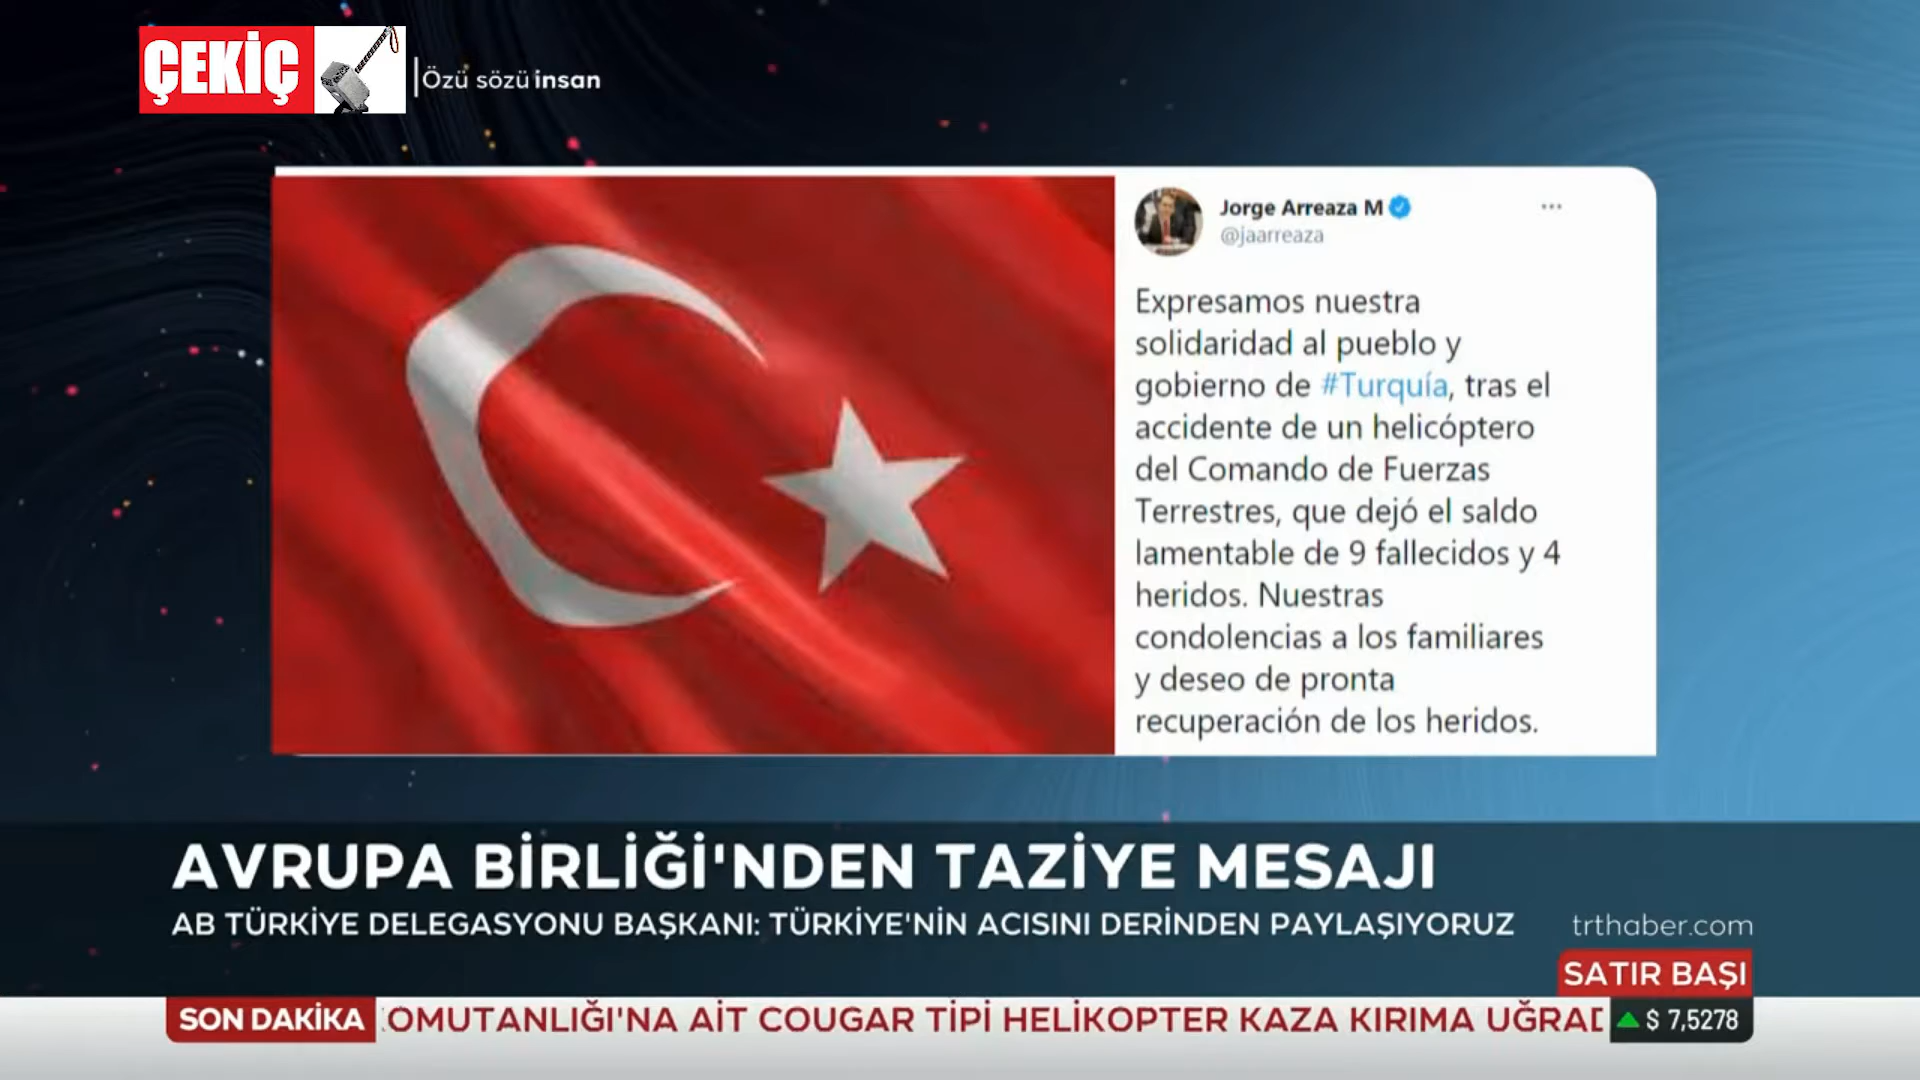 ÇEKİÇ
Özü sözü insan
Jorge Arreaza M
@jaarreaza
Expresamos nuestra
solidaridad al pueblo y
gobierno de #Turquía, tras el
accidente de un helicóptero
del Comando de Fuerzas
Terrestres, que dejó el saldo
lamentable de 9 fallecidos y 4
heridos. Nuestras
condolencias a los familiares
y deseo de pronta
recuperación de los heridos.
AVRUPA BİRLİĞİ'NDEN TAZİYE MESAJI
AB TÜRKİYE DELEGASYONU BAŞKANI: TÜRKİYE'NİN ACISINI DERİNDEN PAYLAŞIYORUZ
trthaber.com
SATIR BAŞI
SON DAKİKA
OMUTANLIĞI'NA AİT COUGAR TİPİ HELİKOPTER KAZA KIRIMA UĞRAD
$ 7,5278